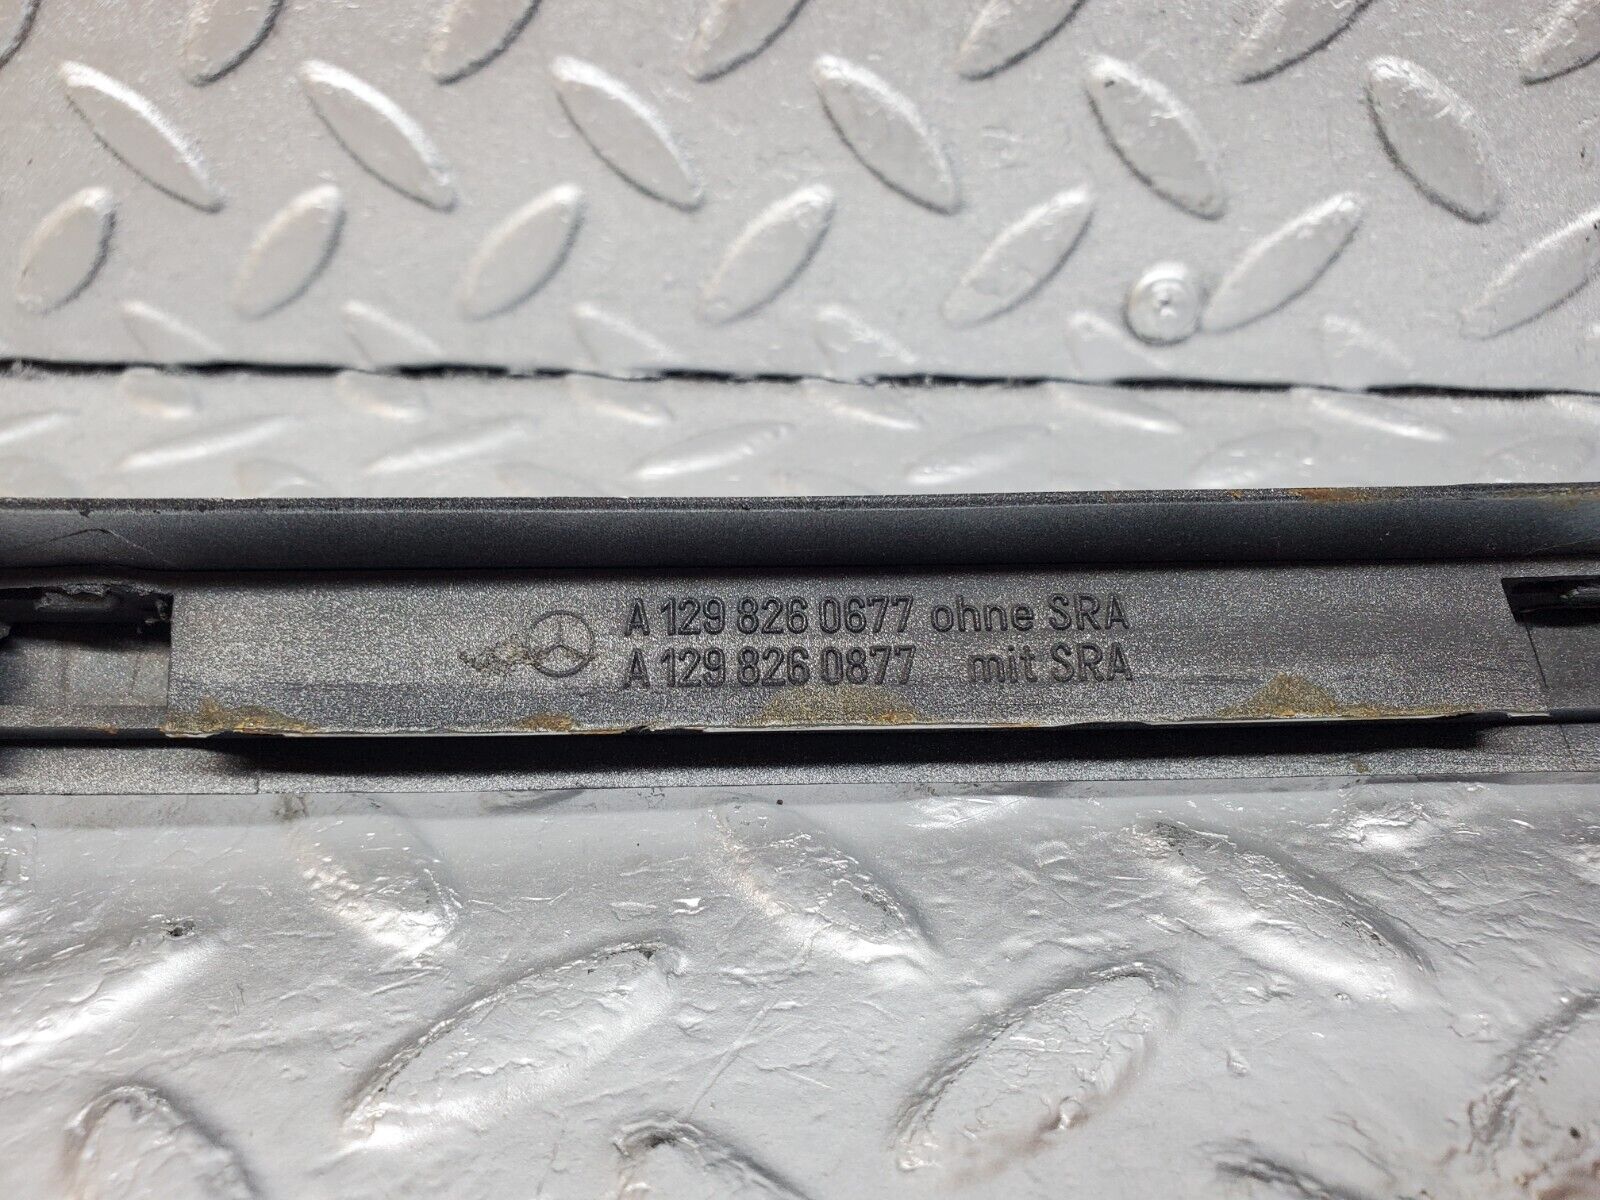 A 129 826 0677 ohne SRA
A 129 826 0877 mit SRA